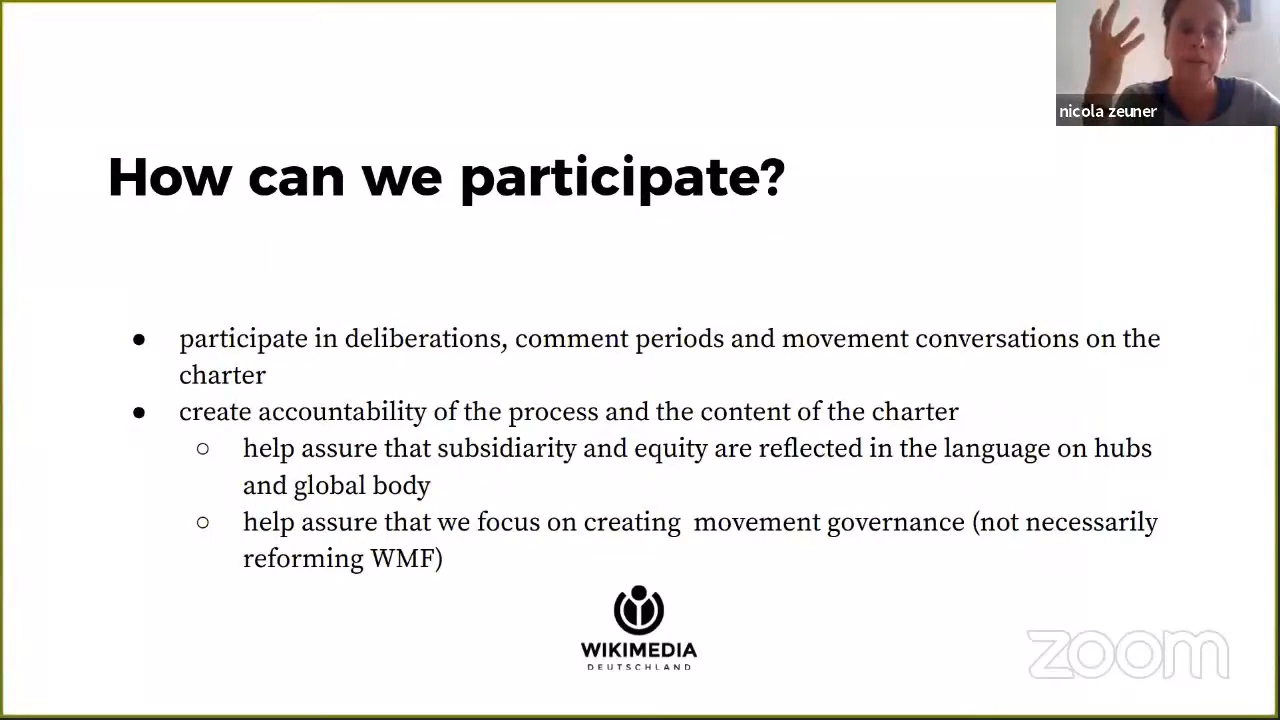 nicola zeuner
How can we participate?
● participate in deliberations, comment periods and movement conversations on the
charter
● create accountability of the process and the content of the charter
○ help assure that subsidiarity and equity are reflected in the language on hubs
and global body
○ help assure that we focus on creating  movement governance (not necessarily
reforming WMF)
WIKIMEDIA
DEUTSCHLAND
zoom